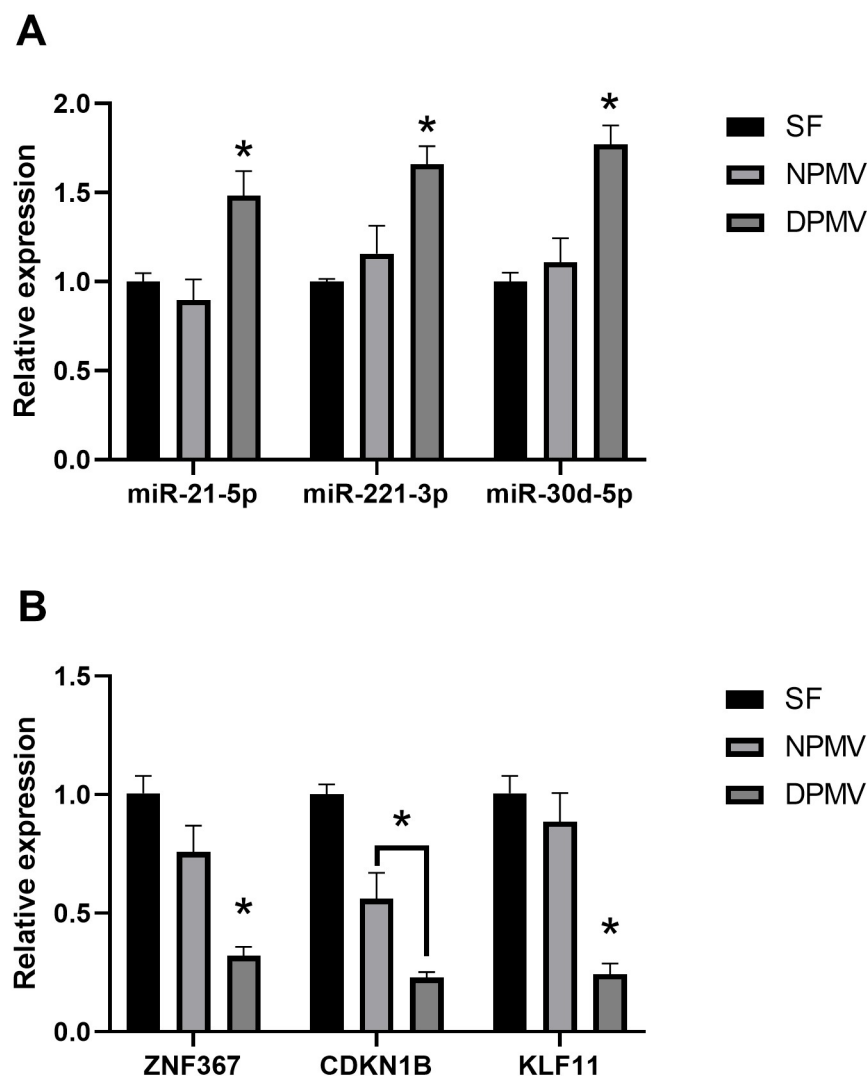 A
Relative expression
2.0
1.5
1.0
0.5
0.0
*
*
*
miR-21-5p miR-221-3p miR-30d-5p
SF
NPMV
DPMV
B
Relative expression
1.5
1.0
0.5
0.0
*
*
*
ZNF367 CDKN1B KLF11
SF
NPMV
DPMV